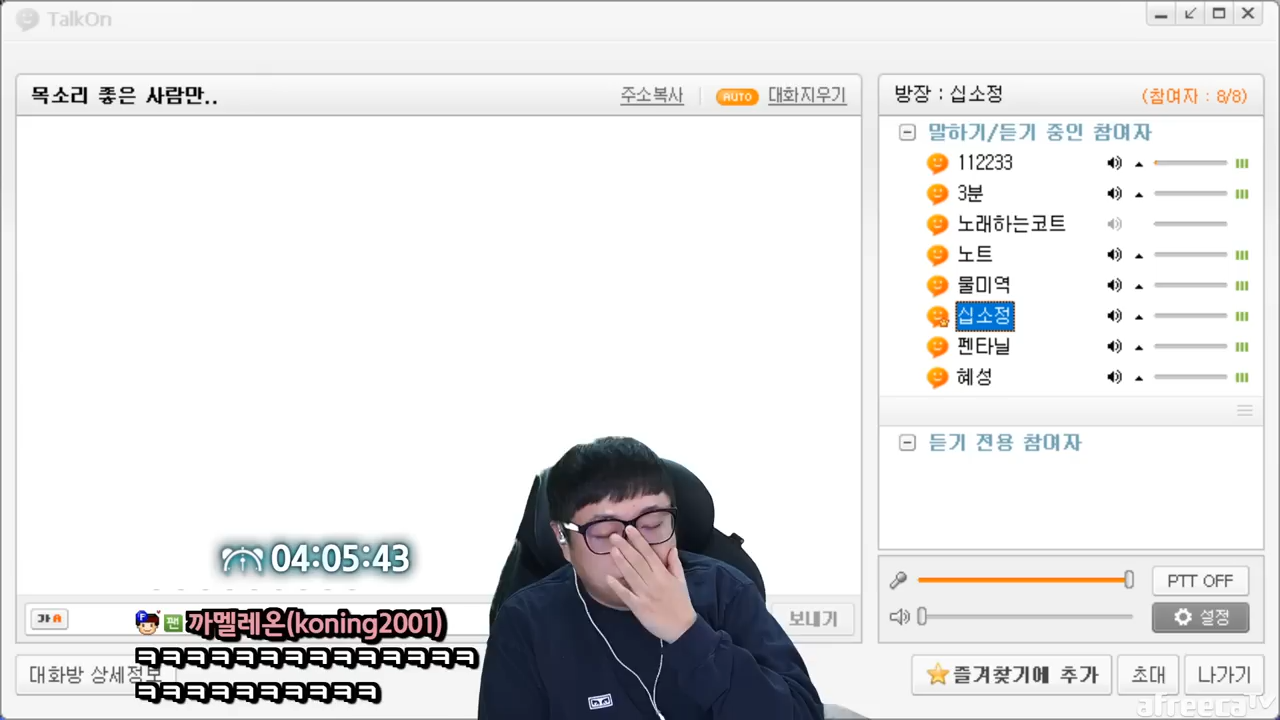 TalkOn
목소리 좋은 사람만..
주소복사
AUTO 대화지우기
방장 : 십소정
(참여자 : 8/8)
말하기/듣기 중인 참여자
112233
3분
노래하는코트
노트
물미역
십소정
펜타닐
혜성
듣기 전용 참여자
04:05:43
가A
F 팬 까멜레온(koning2001)
ㅋㅋㅋㅋㅋㅋㅋㅋㅋㅋㅋㅋㅋㅋ
ㅋㅋㅋㅋㅋㅋㅋㅋㅋㅋ
보내기
PTT OFF
설정
대화방 상세정보
즐겨찾기에 추가
초대
나가기
afreecaTV